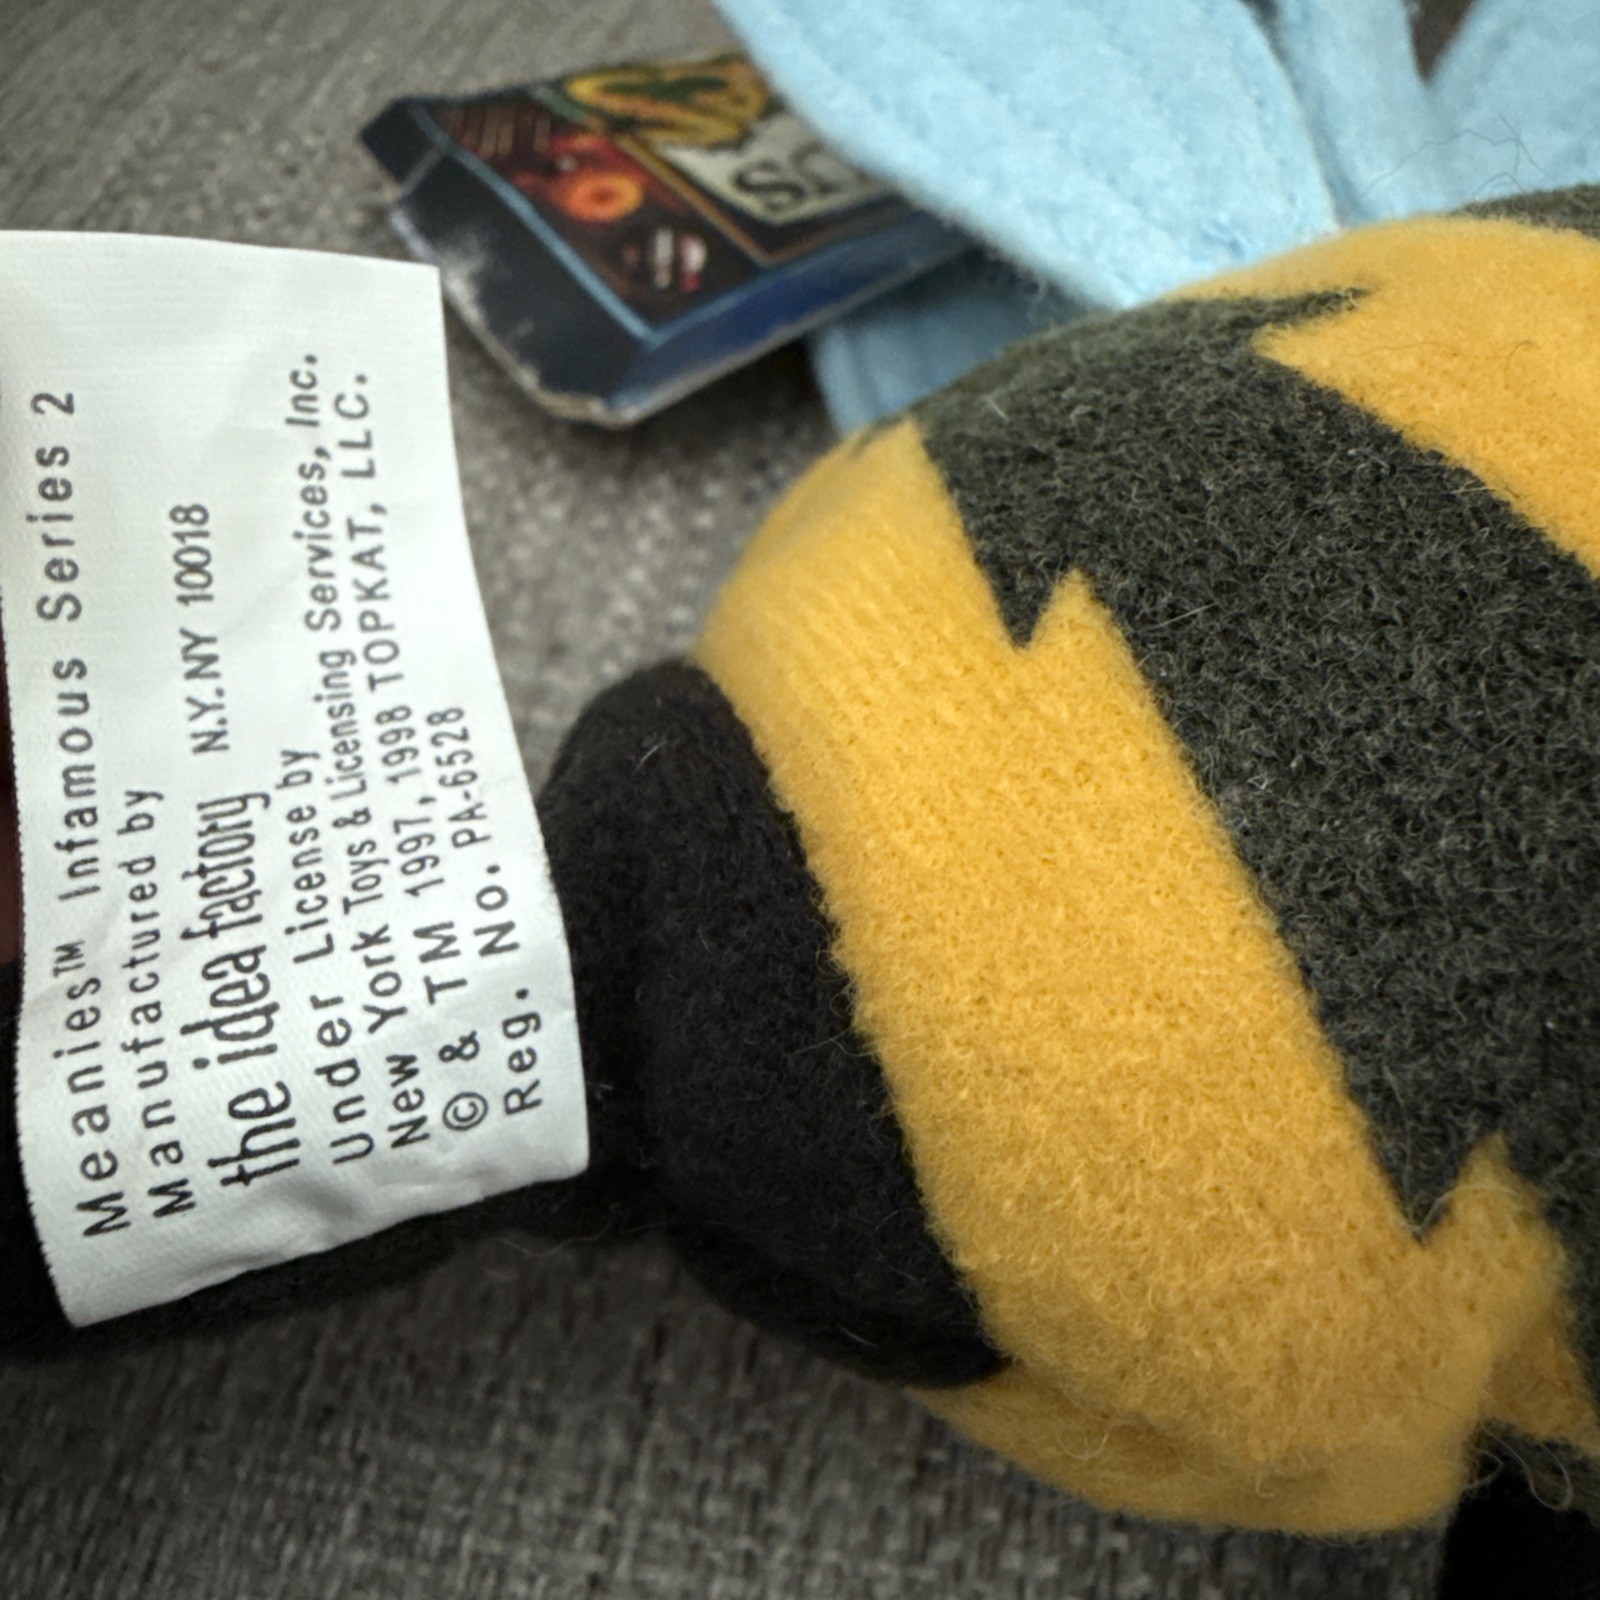 Meanies™ Infamous Series 2
Manufactured by
the idea factory N.Y.NY 10018
Under License by
New York Toys & Licensing Services, Inc.
© & TM 1997, 1998 TOPKAT, LLC.
Reg. No. PA-6528